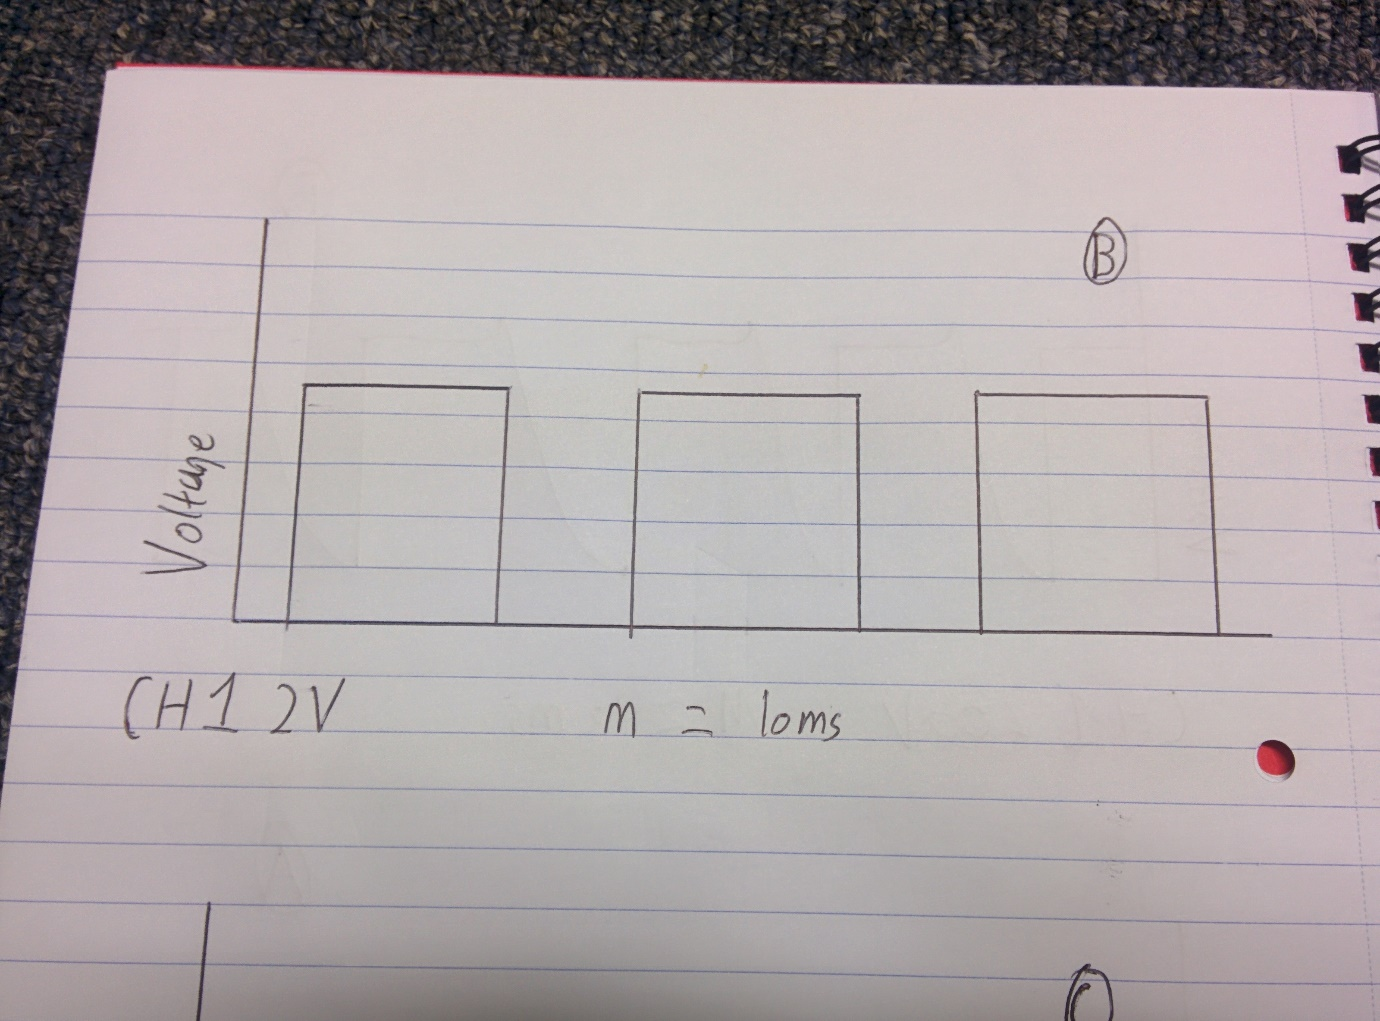 B
Voltage
CH1 2V
m = 10ms
C